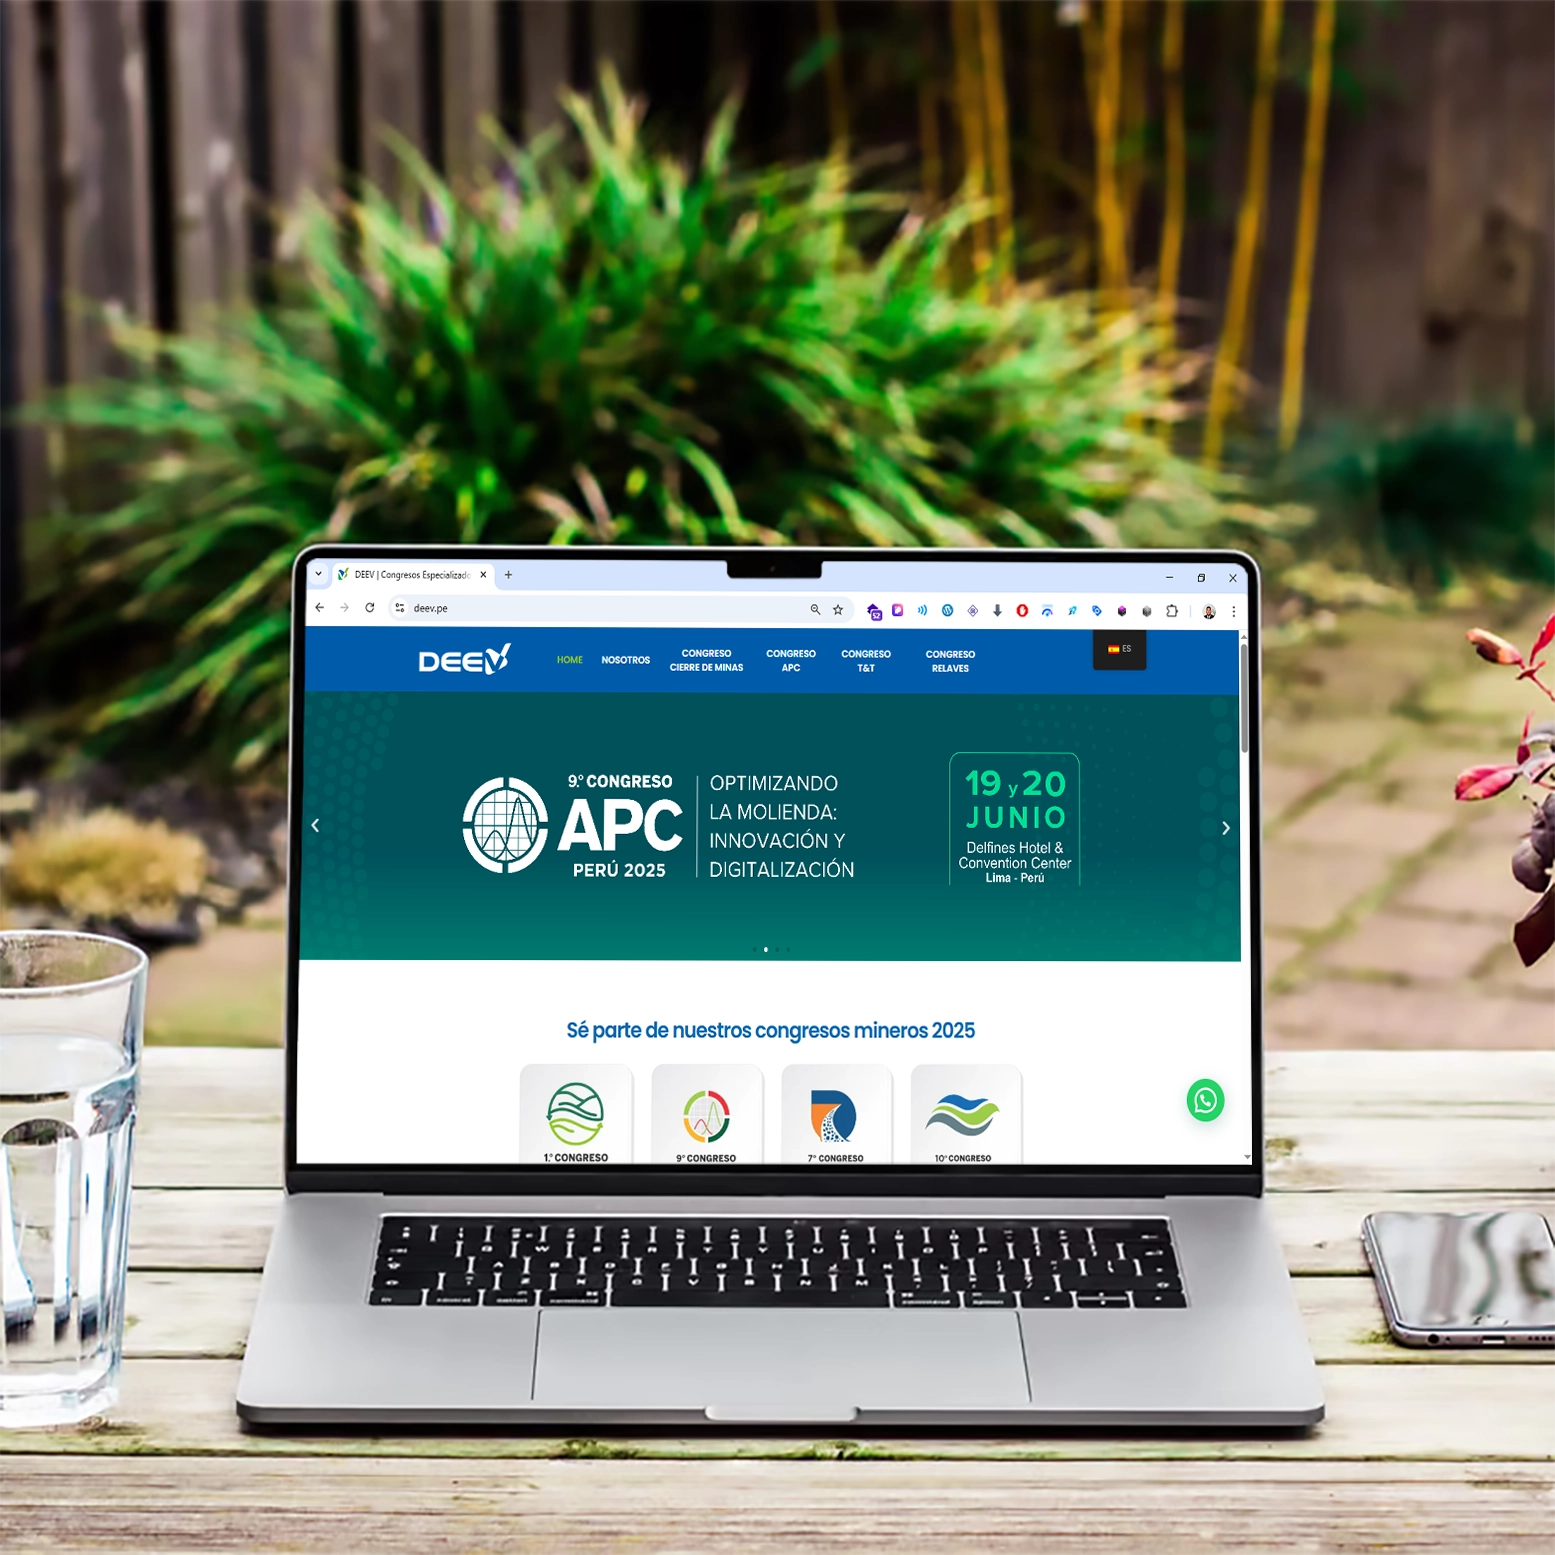 DEEV | Congresos Especializado
deev.pe
52
DEEV
HOME
NOSOTROS
CONGRESO
CIERRE DE MINAS
CONGRESO
APC
CONGRESO
T&T
CONGRESO
RELAVES
ES
9.° CONGRESO
APC
PERÚ 2025
OPTIMIZANDO
LA MOLIENDA:
INNOVACIÓN Y
DIGITALIZACIÓN
19 y 20
JUNIO
Delfines Hotel &
Convention Center
Lima - Perú
Sé parte de nuestros congresos mineros 2025
1.° CONGRESO
9° CONGRESO
7° CONGRESO
10° CONGRESO